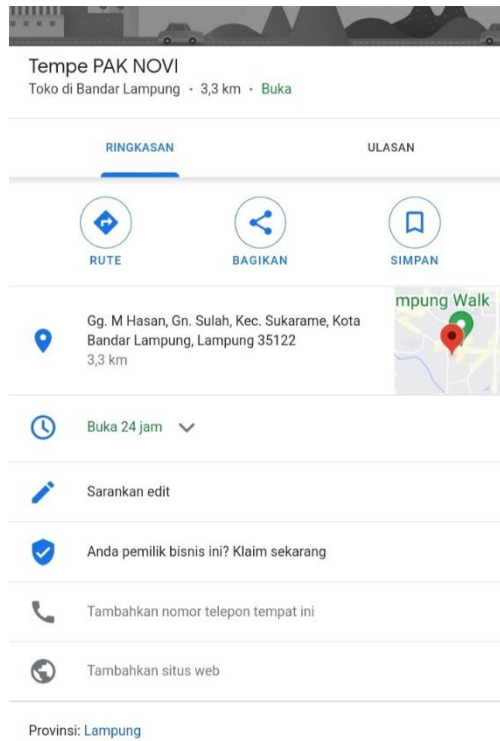 Tempe PAK NOVI
Toko di Bandar Lampung · 3,3 km · Buka
RINGKASAN
ULASAN
RUTE
BAGIKAN
SIMPAN
Gg. M Hasan, Gn. Sulah, Kec. Sukarame, Kota
Bandar Lampung, Lampung 35122
3,3 km
mpung Walk
Buka 24 jam
Sarankan edit
Anda pemilik bisnis ini? Klaim sekarang
Tambahkan nomor telepon tempat ini
Tambahkan situs web
Provinsi: Lampung